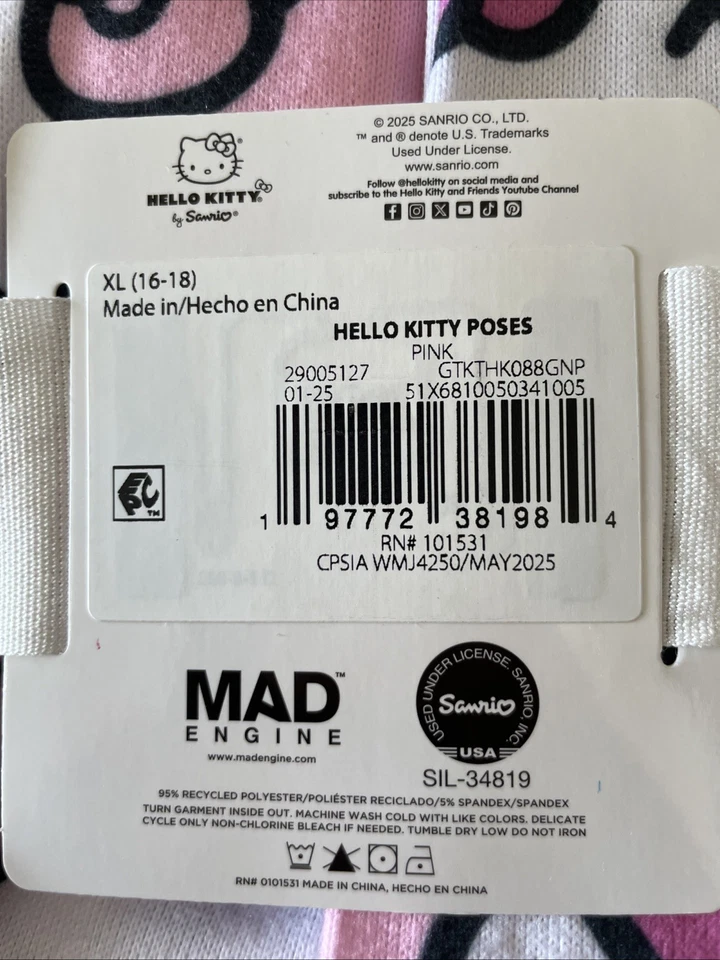 © 2025 SANRIO CO., LTD.
™ and ® denote U.S. Trademarks
Used Under License.
www.sanrio.com
Follow @hellokitty on social media and
subscribe to the Hello Kitty and Friends Youtube Channel
HELLO KITTY®
by Sanrio®
XL (16-18)
Made in/Hecho en China
HELLO KITTY POSES
PINK
29005127 GTKTHK088GNP
01-25 51X6810050341005
1 97772 38198 4
RN# 101531
CPSIA WMJ4250/MAY2025
EPC™
MAD™
ENGINE
www.madengine.com
USED UNDER LICENSE. SANRIO, INC.
Sanrio
USA
SIL-34819
95% RECYCLED POLYESTER/POLIÉSTER RECICLADO/5% SPANDEX/SPANDEX
TURN GARMENT INSIDE OUT. MACHINE WASH COLD WITH LIKE COLORS. DELICATE
CYCLE ONLY NON-CHLORINE BLEACH IF NEEDED. TUMBLE DRY LOW DO NOT IRON
RN# 0101531 MADE IN CHINA, HECHO EN CHINA